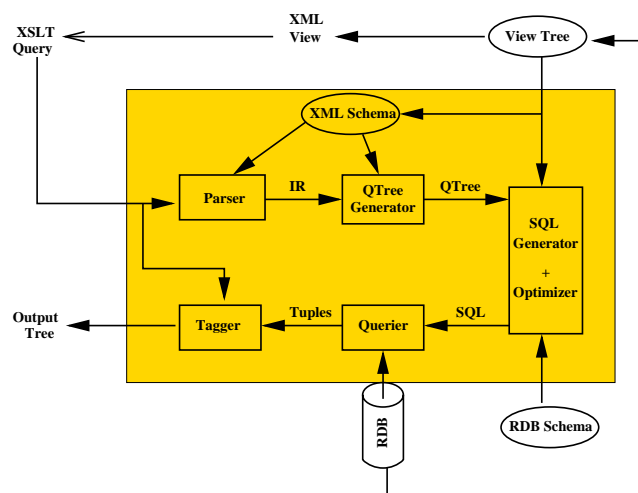 XSLT
Query
XML
View
View Tree
XML Schema
Parser
IR
QTree
Generator
QTree
SQL
Generator
+
Optimizer
Output
Tree
Tagger
Tuples
Querier
SQL
RDB
RDB Schema